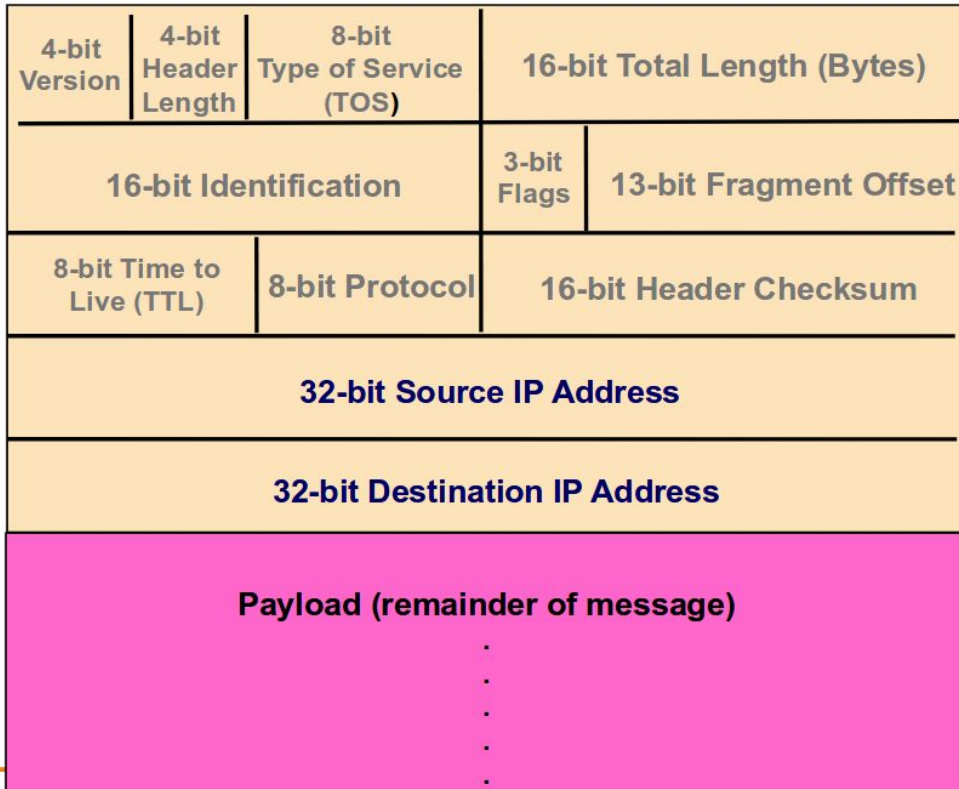 4-bit
Version
4-bit
Header
Length
8-bit
Type of Service
(TOS)
16-bit Total Length (Bytes)
16-bit Identification
3-bit
Flags
13-bit Fragment Offset
8-bit Time to
Live (TTL)
8-bit Protocol
16-bit Header Checksum
32-bit Source IP Address
32-bit Destination IP Address
Payload (remainder of message)
.
.
.
.
.